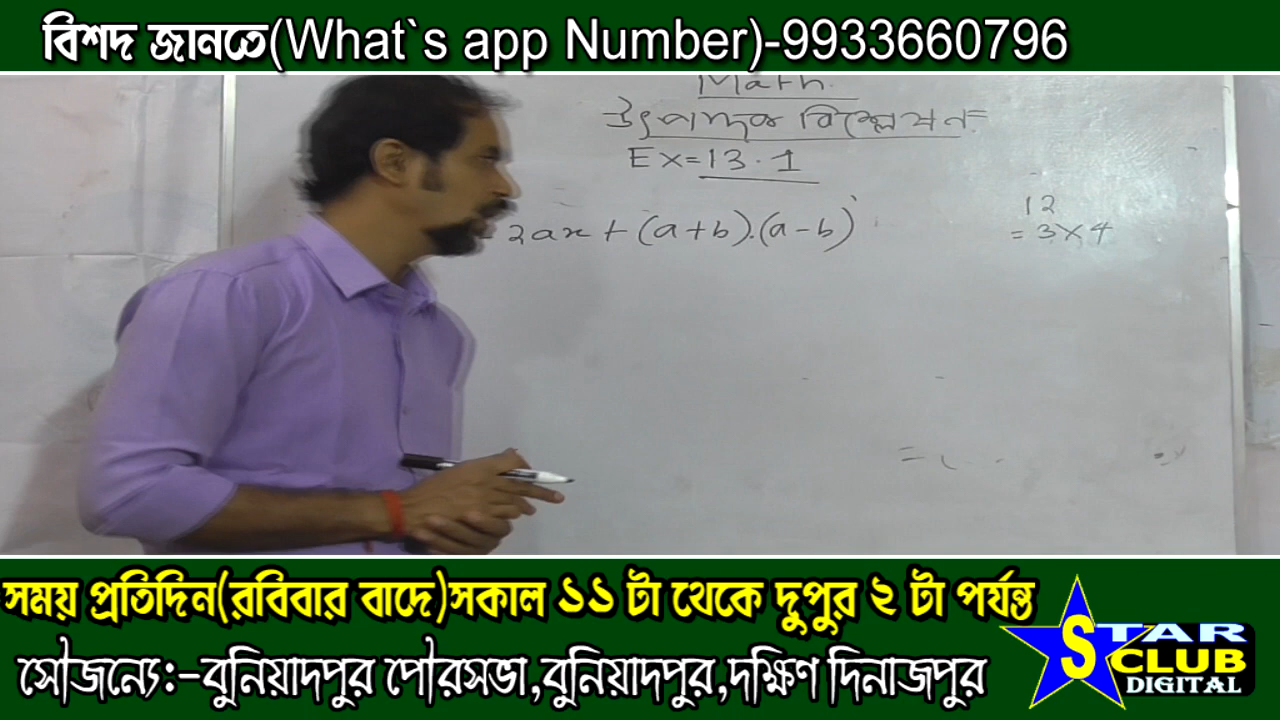 বিশদ জানতে(What`s app Number)-9933660796
Math.
উৎপাদক বিশ্লেষণ
Ex=13.1
- 2ax + (a+b).(a-b)
12
= 3×4
সময় প্রতিদিন(রবিবার বাদে)সকাল ১১ টা থেকে দুপুর ২ টা পর্যন্ত
সৌজন্যে:-বুনিয়াদপুর পৌরসভা,বুনিয়াদপুর,দক্ষিণ দিনাজপুর
STAR
CLUB
DIGITAL